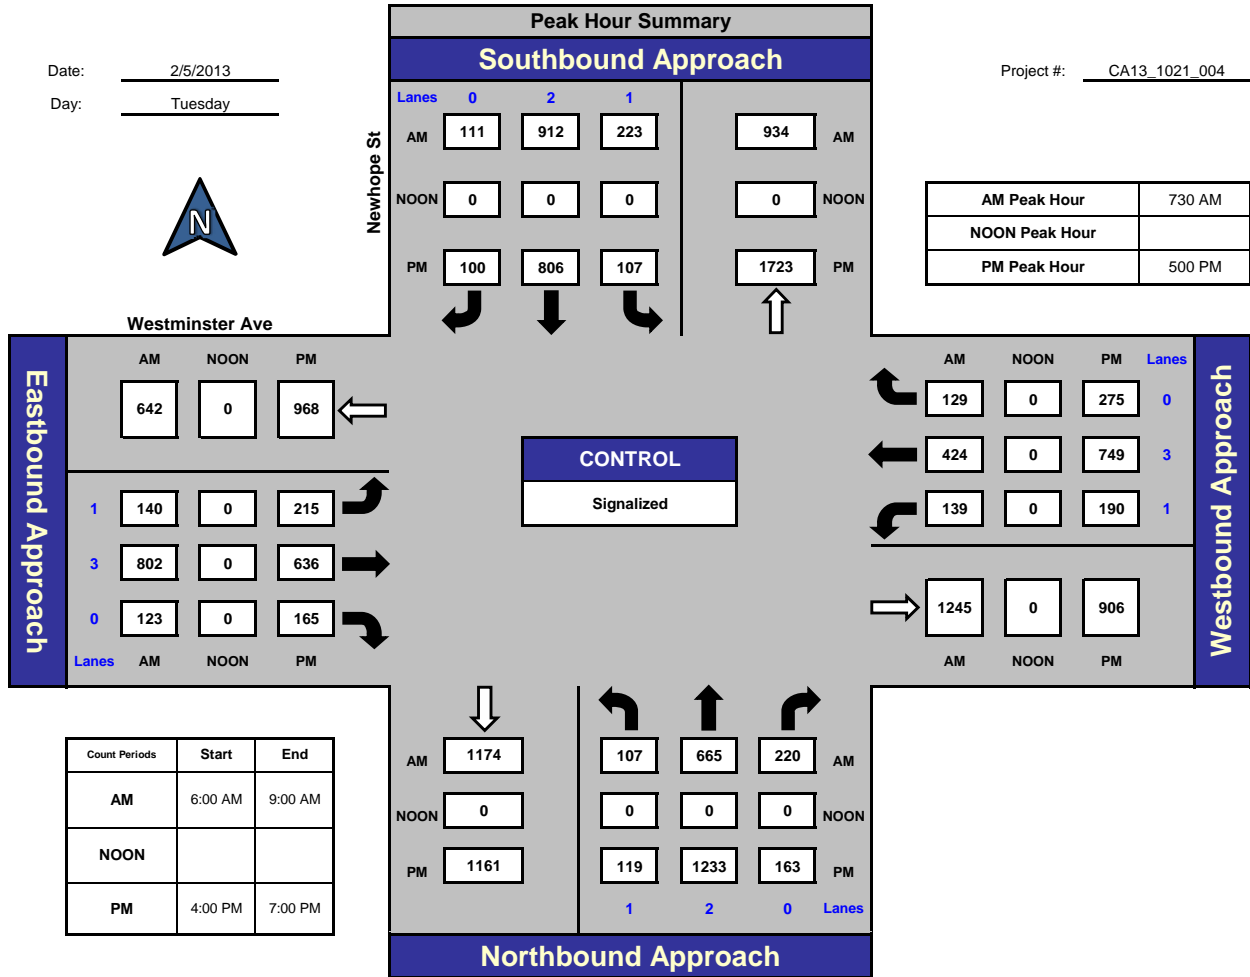 Peak Hour Summary
Southbound Approach
Date: 2/5/2013
Day: Tuesday
Project #: CA13_1021_004
N
Newhope St
Lanes 0 2 1
AM 111 912 223 934 AM
NOON 0 0 0 0 NOON
PM 100 806 107 1723 PM
AM Peak Hour 730 AM
NOON Peak Hour
PM Peak Hour 500 PM
Westminster Ave
Eastbound Approach
AM NOON PM
642 0 968
1 140 0 215
3 802 0 636
0 123 0 165
Lanes AM NOON PM
CONTROL
Signalized
AM NOON PM Lanes
129 0 275 0
424 0 749 3
139 0 190 1
1245 0 906
AM NOON PM
Westbound Approach
Count Periods Start End
AM 6:00 AM 9:00 AM
NOON
PM 4:00 PM 7:00 PM
AM 1174 107 665 220 AM
NOON 0 0 0 0 NOON
PM 1161 119 1233 163 PM
1 2 0 Lanes
Northbound Approach